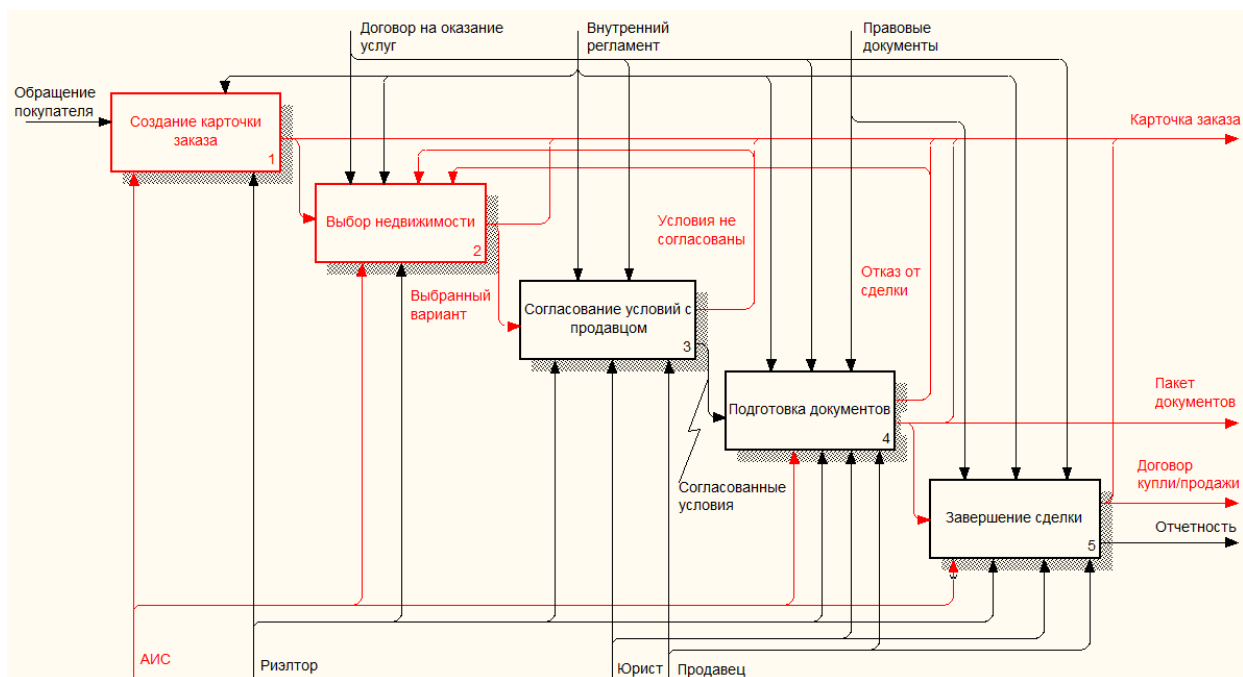 Договор на оказание
услуг
Внутренний
регламент
Правовые
документы
Обращение
покупателя
Создание карточки
заказа
1
Карточка заказа
Выбор недвижимости
2
Условия не
согласованы
Выбранный
вариант
Отказ от
сделки
Согласование условий с
продавцом
3
Пакет
документов
Подготовка документов
4
Согласованные
условия
Договор
купли/продажи
Завершение сделки
5
Отчетность
АИС
Риэлтор
Юрист
Продавец